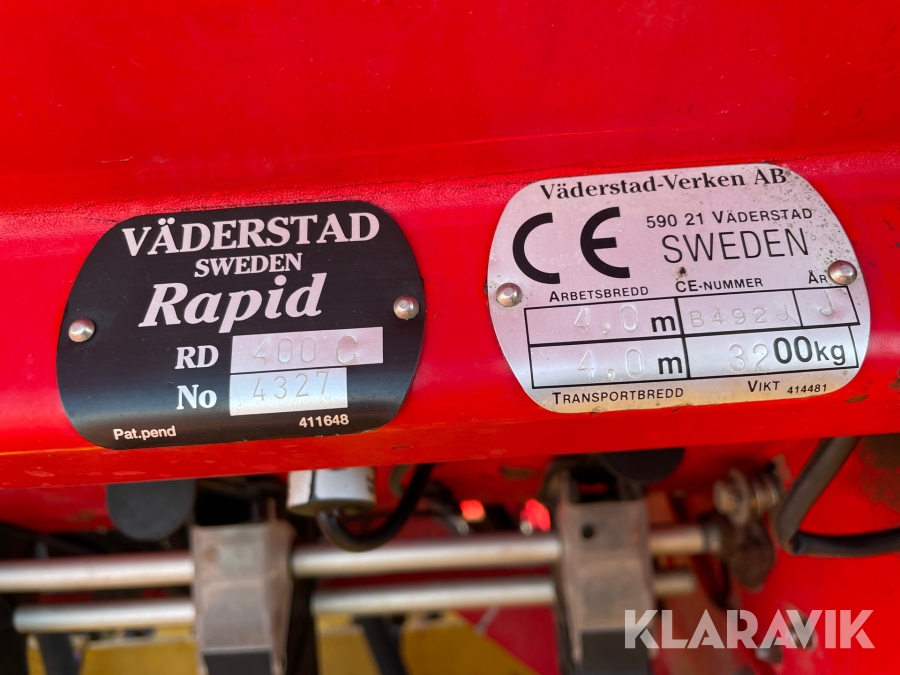 VÄDERSTAD
SWEDEN
Rapid
RD 400 C
No 4327
Pat.pend 411648
Väderstad-Verken AB
CE 590 21 VÄDERSTAD
SWEDEN
ARBETSBREDD CE-NUMMER ÅR
4,0 m B492J J
4,0 m 3200kg
TRANSPORTBREDD VIKT 414481
KLARAVIK